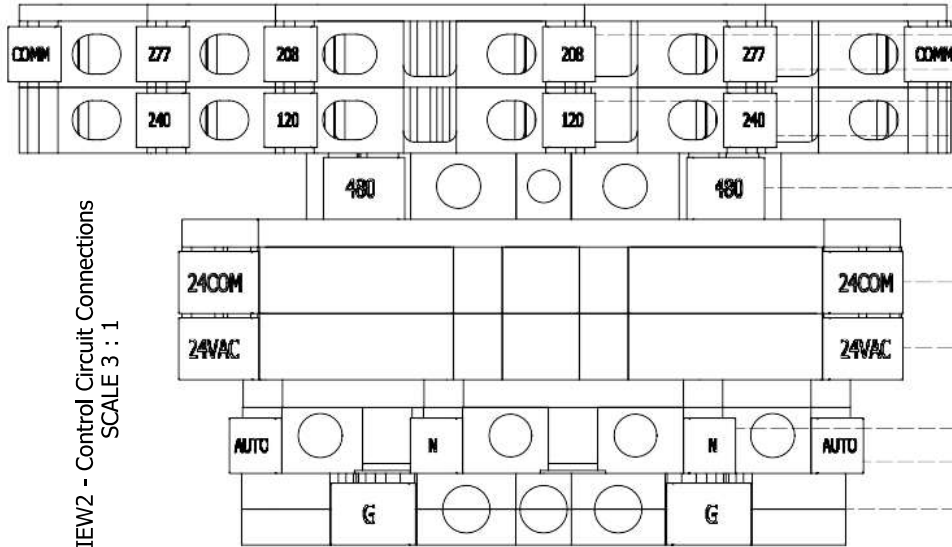 COMM 277 208 208 277 COMM
240 120 120 240
480 480
24COM 24COM
24VAC 24VAC
AUTO N N AUTO
G G
IEW2 - Control Circuit Connections
SCALE 3 : 1